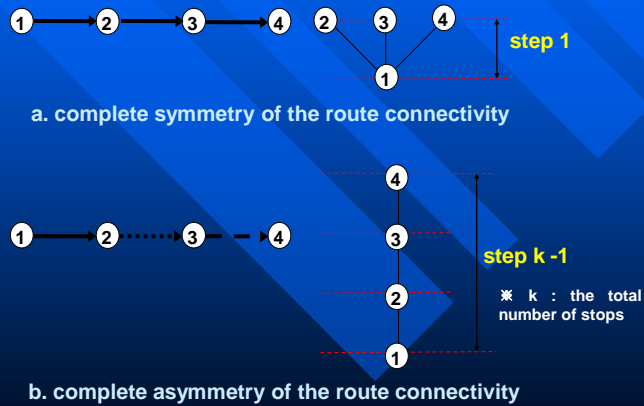 1 2 3 4 2 3 4
step 1
1
a. complete symmetry of the route connectivity
4
1 2 3 4 3
step k -1
※ k : the total
number of stops
2
1
b. complete asymmetry of the route connectivity